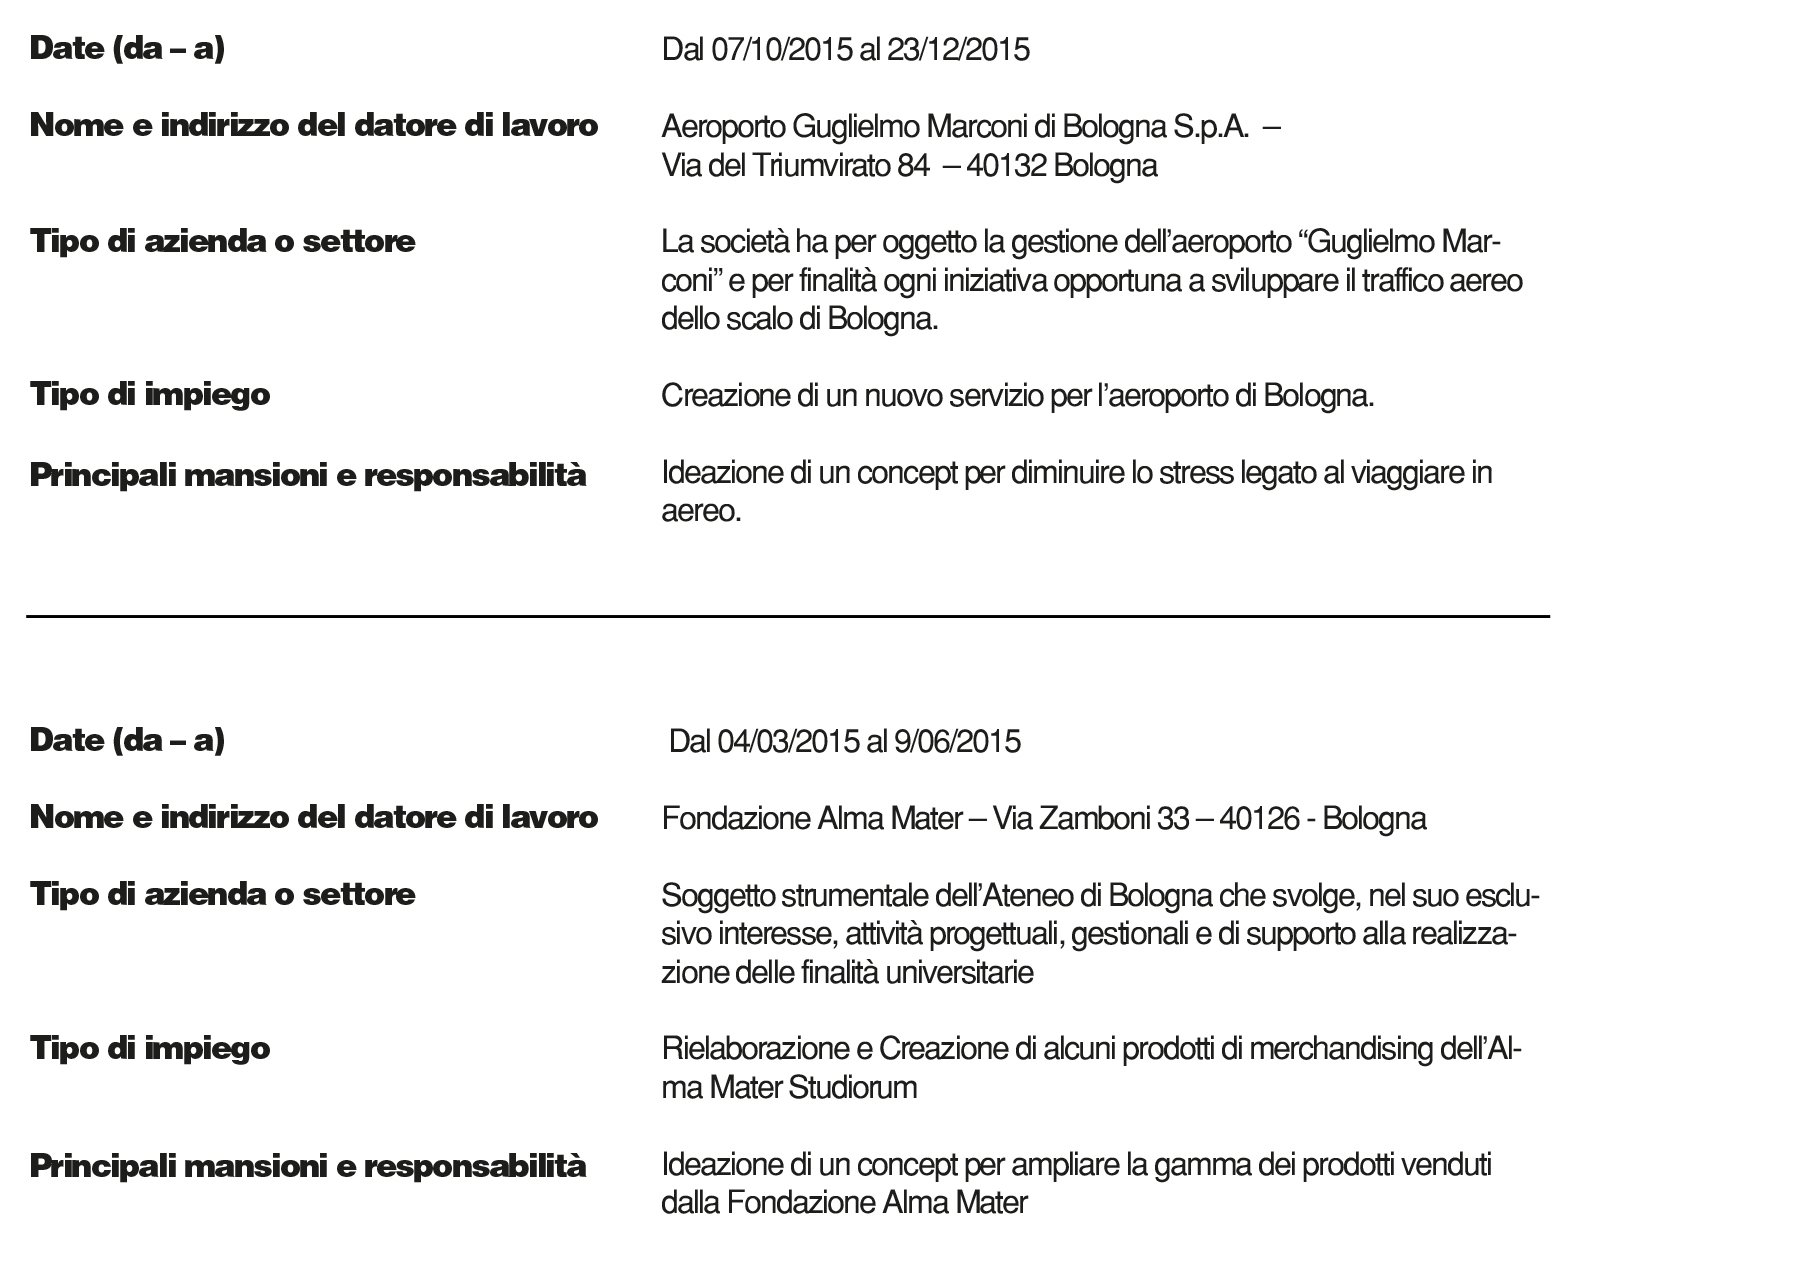 Date (da – a) Dal 07/10/2015 al 23/12/2015
Nome e indirizzo del datore di lavoro Aeroporto Guglielmo Marconi di Bologna S.p.A. –
Via del Triumvirato 84 – 40132 Bologna
Tipo di azienda o settore La società ha per oggetto la gestione dell’aeroporto “Guglielmo Mar-
coni” e per finalità ogni iniziativa opportuna a sviluppare il traffico aereo
dello scalo di Bologna.
Tipo di impiego Creazione di un nuovo servizio per l’aeroporto di Bologna.
Principali mansioni e responsabilità Ideazione di un concept per diminuire lo stress legato al viaggiare in
aereo.
Date (da – a) Dal 04/03/2015 al 9/06/2015
Nome e indirizzo del datore di lavoro Fondazione Alma Mater – Via Zamboni 33 – 40126 - Bologna
Tipo di azienda o settore Soggetto strumentale dell’Ateneo di Bologna che svolge, nel suo esclu-
sivo interesse, attività progettuali, gestionali e di supporto alla realizza-
zione delle finalità universitarie
Tipo di impiego Rielaborazione e Creazione di alcuni prodotti di merchandising dell’Al-
ma Mater Studiorum
Principali mansioni e responsabilità Ideazione di un concept per ampliare la gamma dei prodotti venduti
dalla Fondazione Alma Mater